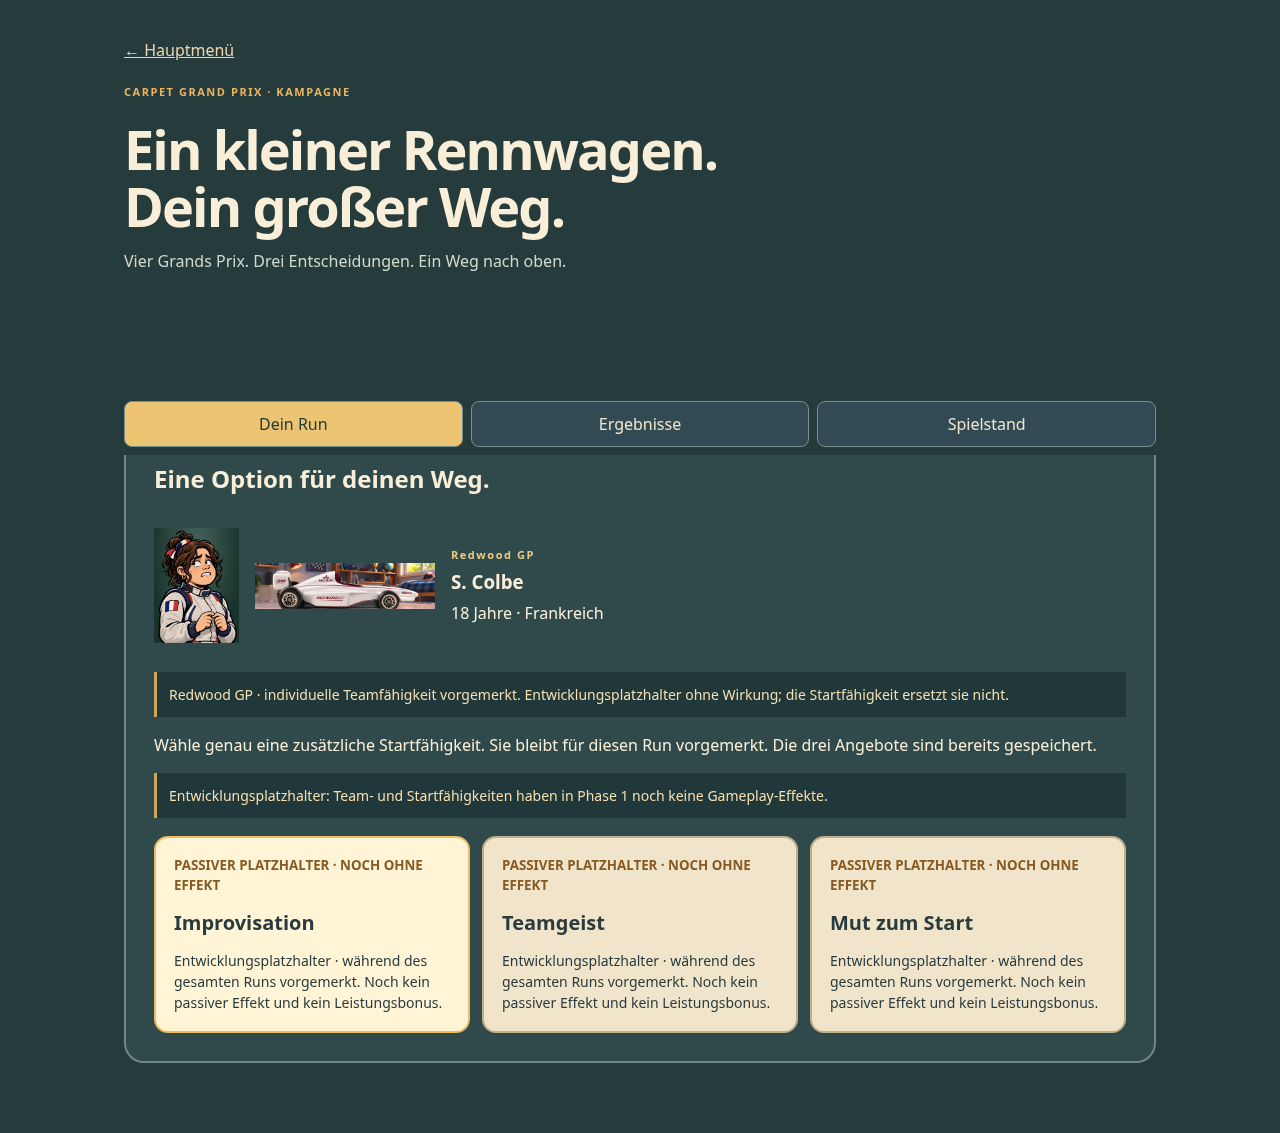 ← Hauptmenü
CARPET GRAND PRIX · KAMPAGNE
Ein kleiner Rennwagen.
Dein großer Weg.
Vier Grands Prix. Drei Entscheidungen. Ein Weg nach oben.
Dein Run
Ergebnisse
Spielstand
Eine Option für deinen Weg.
Redwood GP
S. Colbe
18 Jahre · Frankreich
Redwood GP · individuelle Teamfähigkeit vorgemerkt. Entwicklungsplatzhalter ohne Wirkung; die Startfähigkeit ersetzt sie nicht.
Wähle genau eine zusätzliche Startfähigkeit. Sie bleibt für diesen Run vorgemerkt. Die drei Angebote sind bereits gespeichert.
Entwicklungsplatzhalter: Team- und Startfähigkeiten haben in Phase 1 noch keine Gameplay-Effekte.
PASSIVER PLATZHALTER · NOCH OHNE
EFFEKT
Improvisation
Entwicklungsplatzhalter · während des
gesamten Runs vorgemerkt. Noch kein
passiver Effekt und kein Leistungsbonus.
PASSIVER PLATZHALTER · NOCH OHNE
EFFEKT
Teamgeist
Entwicklungsplatzhalter · während des
gesamten Runs vorgemerkt. Noch kein
passiver Effekt und kein Leistungsbonus.
PASSIVER PLATZHALTER · NOCH OHNE
EFFEKT
Mut zum Start
Entwicklungsplatzhalter · während des
gesamten Runs vorgemerkt. Noch kein
passiver Effekt und kein Leistungsbonus.